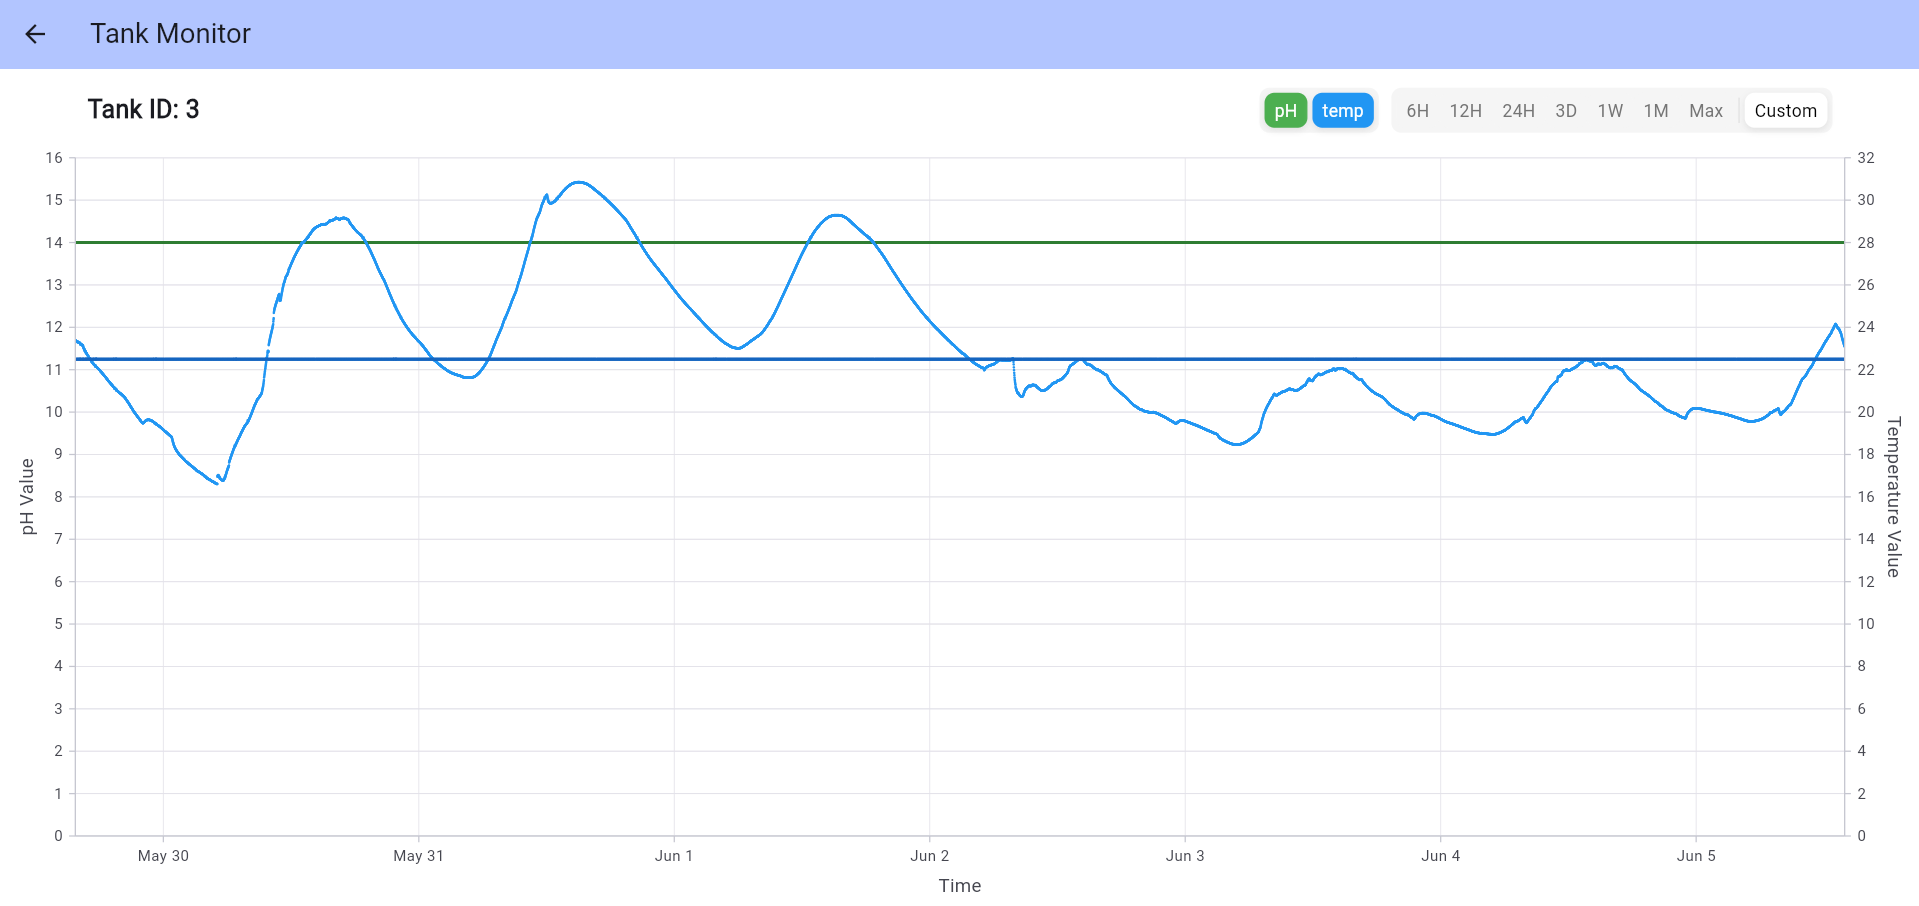 Tank Monitor
Tank ID: 3
pH temp 6H 12H 24H 3D 1W 1M Max Custom
16 32
15 30
14 28
13 26
12 24
11 22
10 20
9 18
8 16
7 14
6 12
5 10
4 8
3 6
2 4
1 2
0 0
pH Value
Temperature Value
May 30 May 31 Jun 1 Jun 2 Jun 3 Jun 4 Jun 5
Time